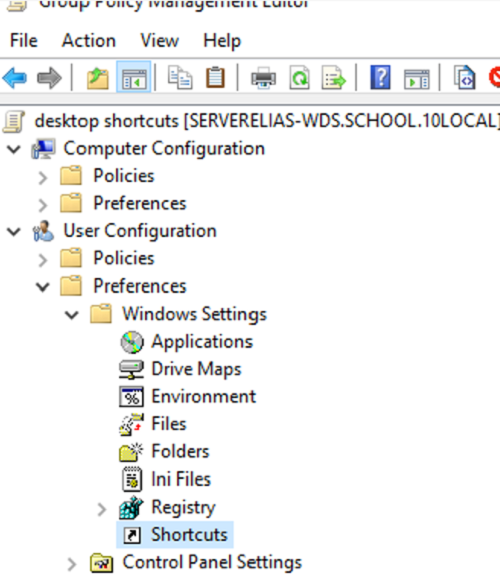 Group Policy Management Editor
File Action View Help
desktop shortcuts [SERVERELIAS-WDS.SCHOOL.10LOCAL]
Computer Configuration
Policies
Preferences
User Configuration
Policies
Preferences
Windows Settings
Applications
Drive Maps
Environment
Files
Folders
Ini Files
Registry
Shortcuts
Control Panel Settings